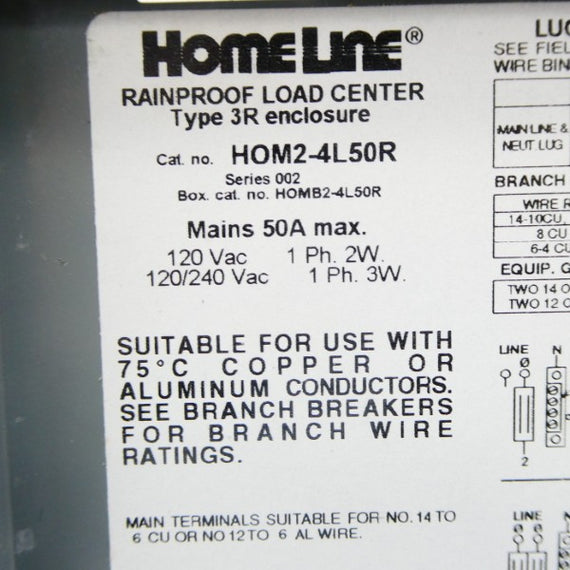 HOMELINE®
RAINPROOF LOAD CENTER
Type 3R enclosure
Cat. no. HOM2-4L50R
Series 002
Box. cat. no. HOMB2-4L50R
Mains 50A max.
120 Vac 1 Ph. 2W.
120/240 Vac 1 Ph. 3W.
SUITABLE FOR USE WITH
75°C COPPER OR
ALUMINUM CONDUCTORS.
SEE BRANCH BREAKERS
FOR BRANCH WIRE
RATINGS.
MAIN TERMINALS SUITABLE FOR NO. 14 TO
6 CU OR NO 12 TO 6 AL WIRE.
SEE
WIRE
MAIN LINE &
NEUT. LUG
BRANCH
WIRE
14-10CU,
8 CU
6-4
EQUIP.
TWO 14
TWO 12
LINE N
2
LINE